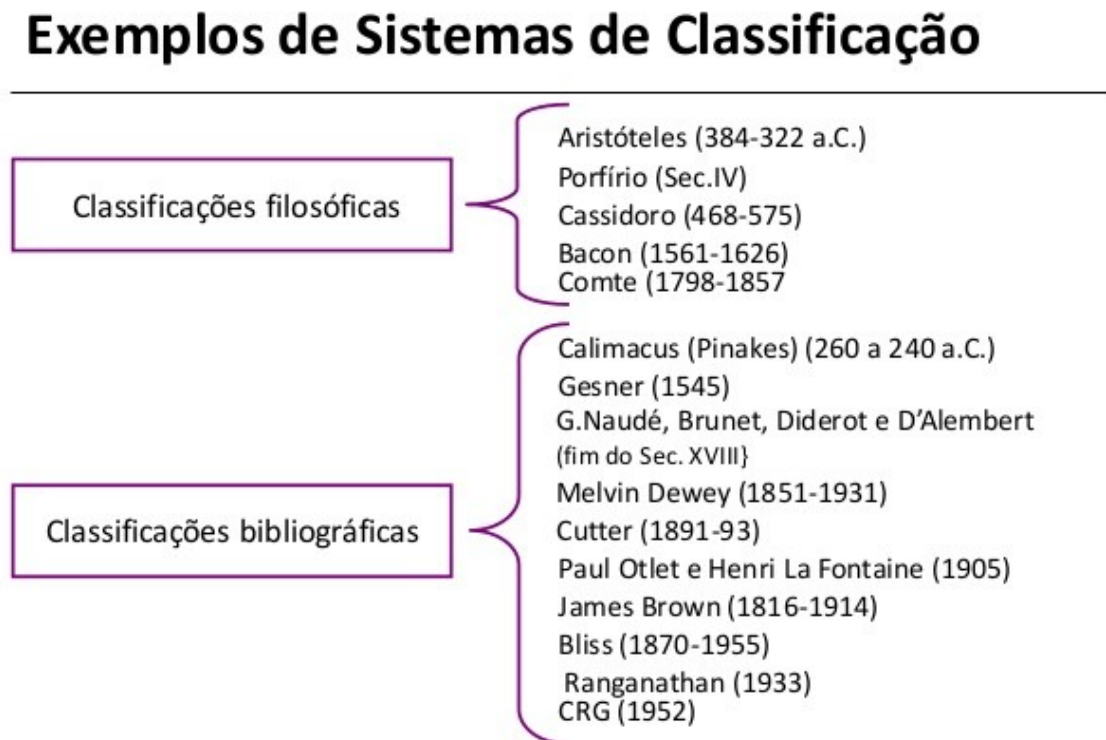 Exemplos de Sistemas de Classificação
Classificações filosóficas
Aristóteles (384-322 a.C.)
Porfírio (Sec.IV)
Cassidoro (468-575)
Bacon (1561-1626)
Comte (1798-1857
Classificações bibliográficas
Calimacus (Pinakes) (260 a 240 a.C.)
Gesner (1545)
G.Naudé, Brunet, Diderot e D’Alembert
(fim do Sec. XVIII}
Melvin Dewey (1851-1931)
Cutter (1891-93)
Paul Otlet e Henri La Fontaine (1905)
James Brown (1816-1914)
Bliss (1870-1955)
Ranganathan (1933)
CRG (1952)